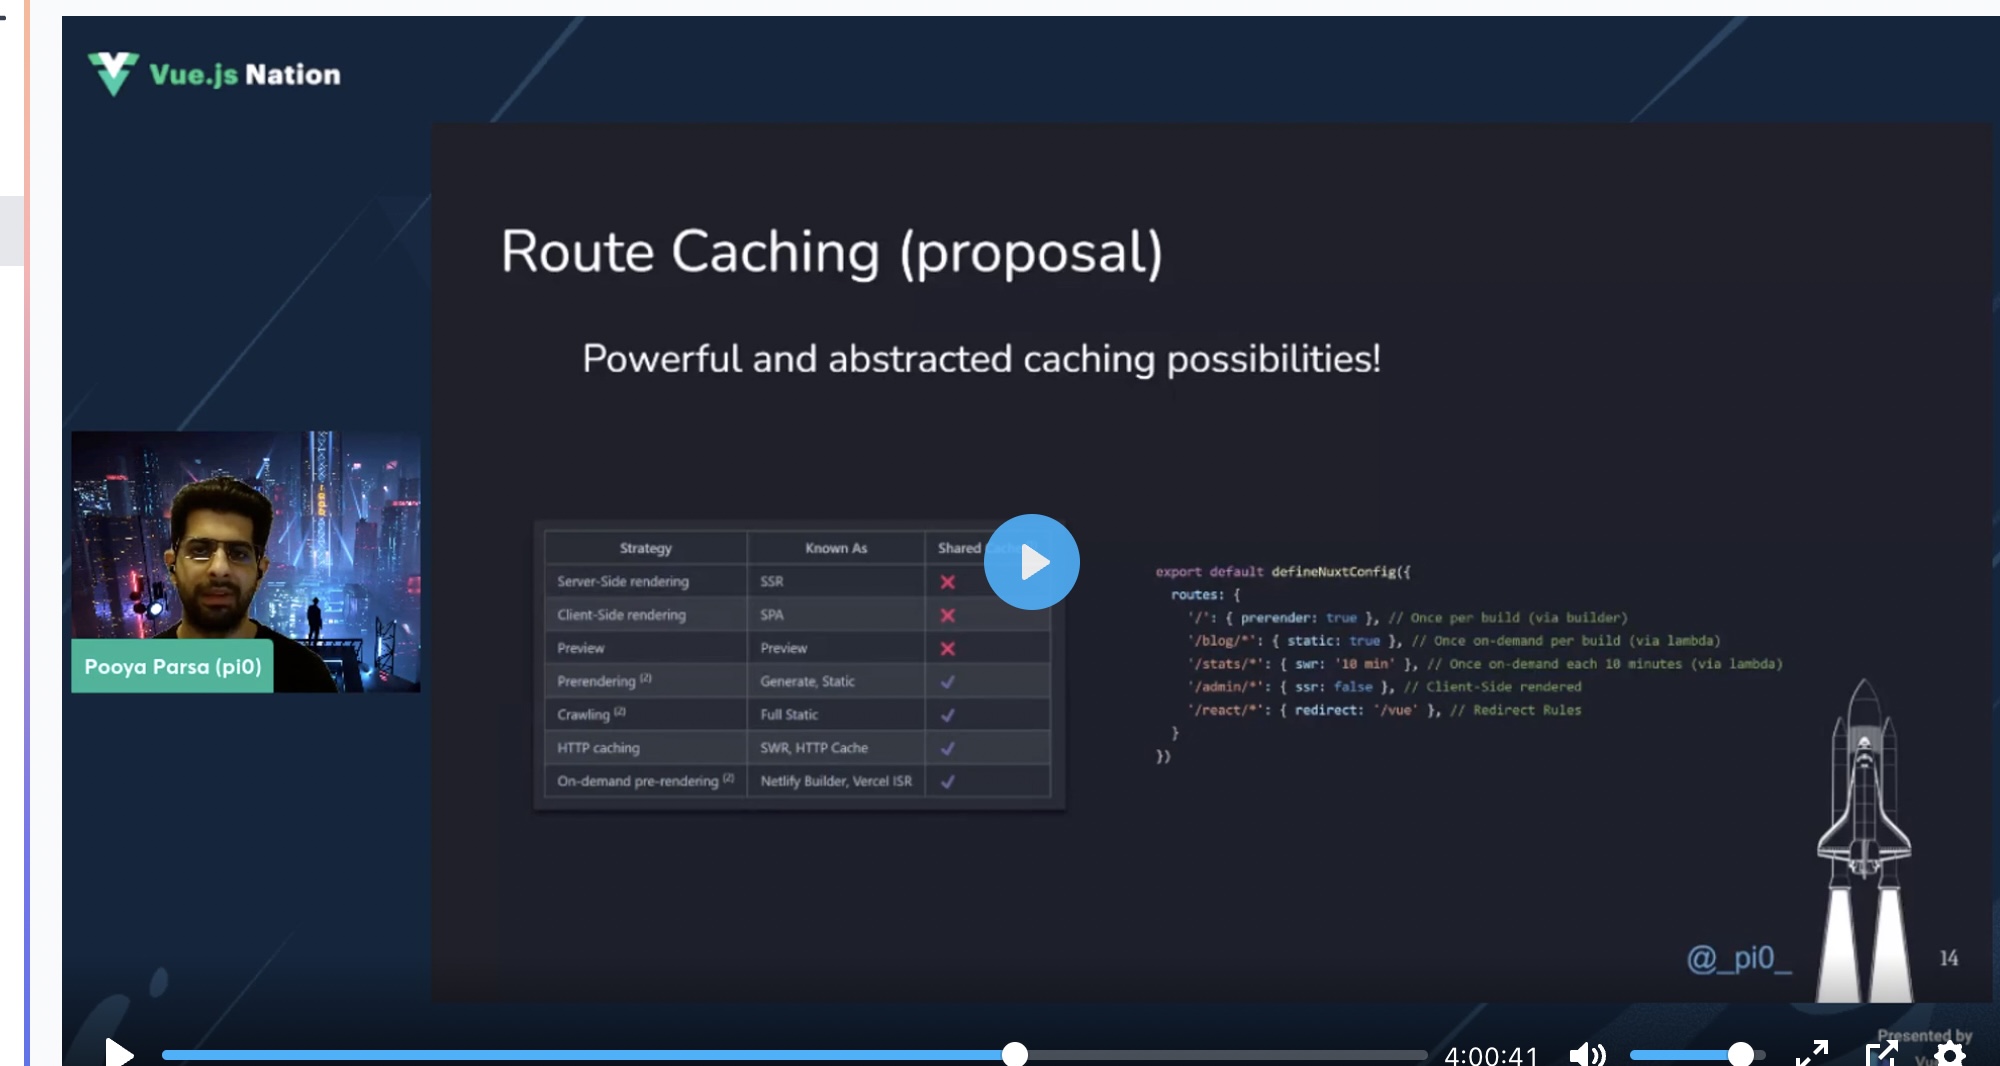 Vue.js Nation
Route Caching (proposal)
Powerful and abstracted caching possibilities!
Strategy Known As Shared
Server-Side rendering SSR ❌
Client-Side rendering SPA ❌
Preview Preview ❌
Prerendering (2) Generate, Static ✓
Crawling (2) Full Static ✓
HTTP caching SWR, HTTP Cache ✓
On-demand pre-rendering (2) Netlify Builder, Vercel ISR ✓
export default defineNuxtConfig({
routes: {
'/': { prerender: true }, // Once per build (via builder)
'/blog/*': { static: true }, // Once on-demand per build (via lambda)
'/stats/*': { swr: '10 min' }, // Once on-demand each 10 minutes (via lambda)
'/admin/*': { ssr: false }, // Client-Side rendered
'/react/*': { redirect: '/vue' }, // Redirect Rules
}
})
Pooya Parsa (pi0)
@_pi0_
14
Presented by
4:00:41